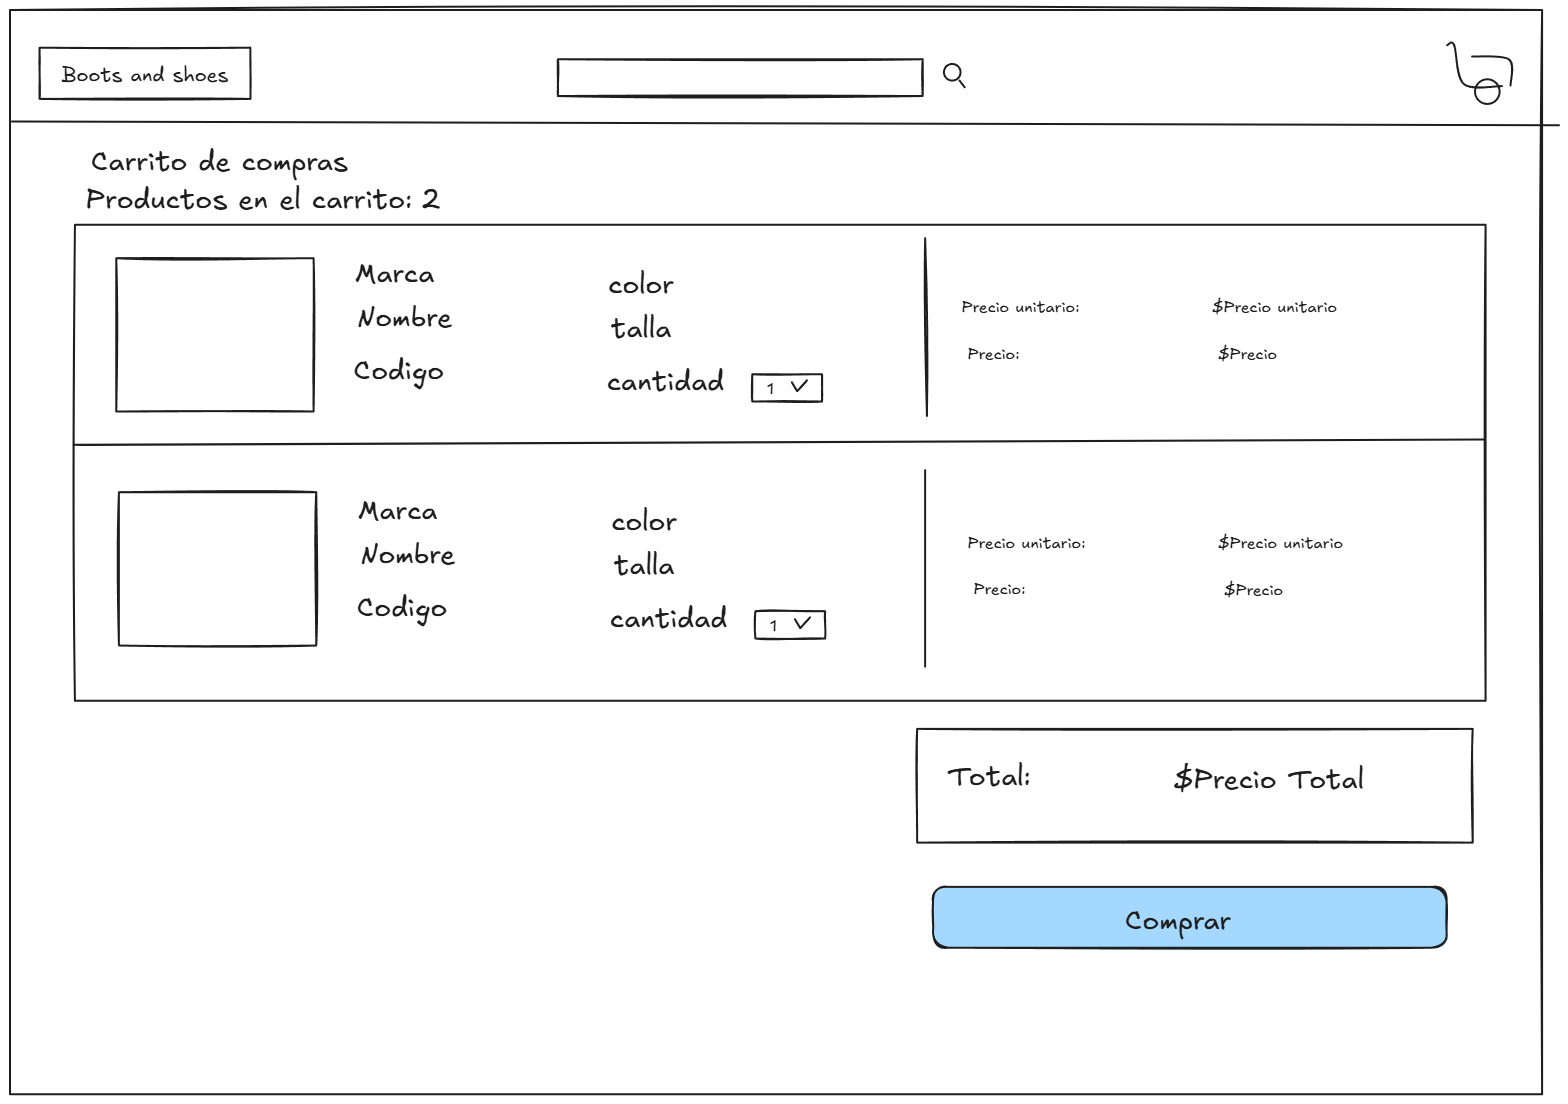 Boots and shoes
Carrito de compras
Productos en el carrito: 2
Marca
Nombre
Codigo
color
talla
cantidad 1
Precio unitario: $Precio unitario
Precio: $Precio
Marca
Nombre
Codigo
color
talla
cantidad 1
Precio unitario: $Precio unitario
Precio: $Precio
Total: $Precio Total
Comprar